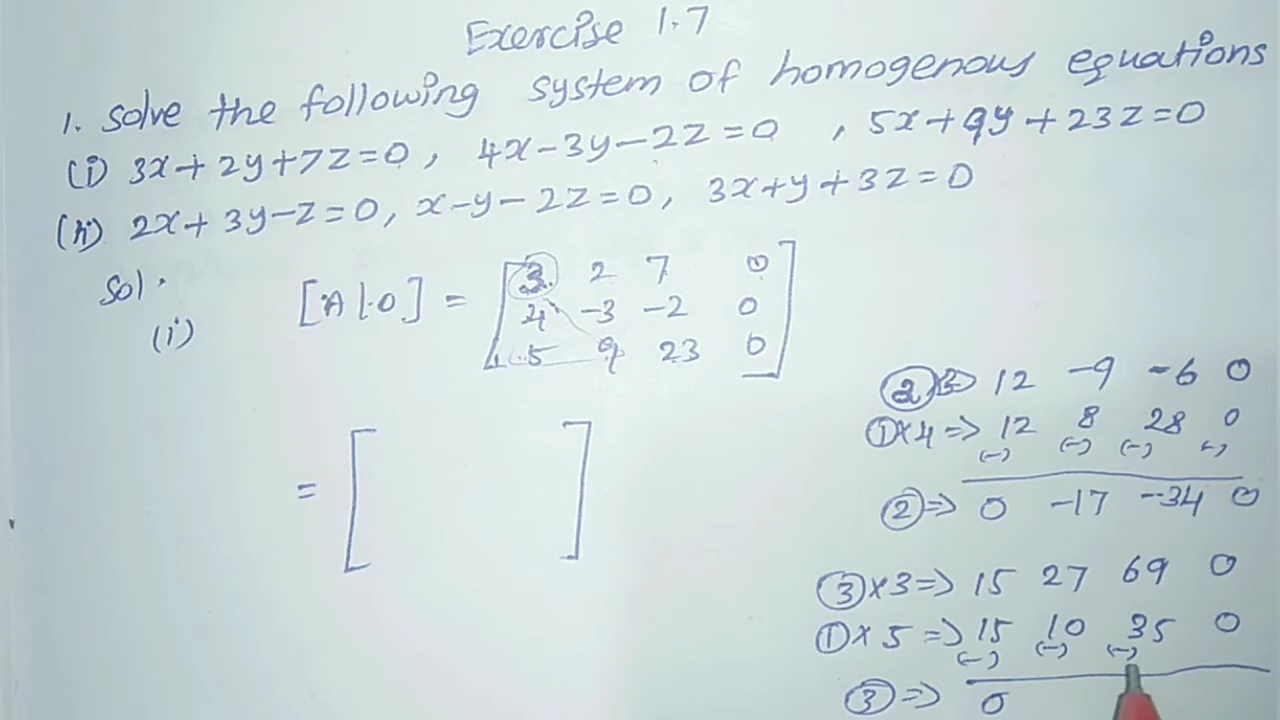 Exercise 1.7
1. Solve the following system of homogenous equations
(i) 3x + 2y + 7z = 0 , 4x - 3y - 2z = 0 , 5x + 9y + 23z = 0
(ii) 2x + 3y - z = 0, x - y - 2z = 0, 3x + y + 3z = 0
Sol.
(i) [A | 0] = [ 3 2 7 0
4 -3 -2 0
5 9 23 0 ]
= [ ]
② x 3 => 12 -9 -6 0
① x 4 => 12 8 28 0
(-) (-) (-) (-)
② => 0 -17 -34 0
③ x 3 => 15 27 69 0
① x 5 => 15 10 35 0
(-) (-) (-)
③ => 0